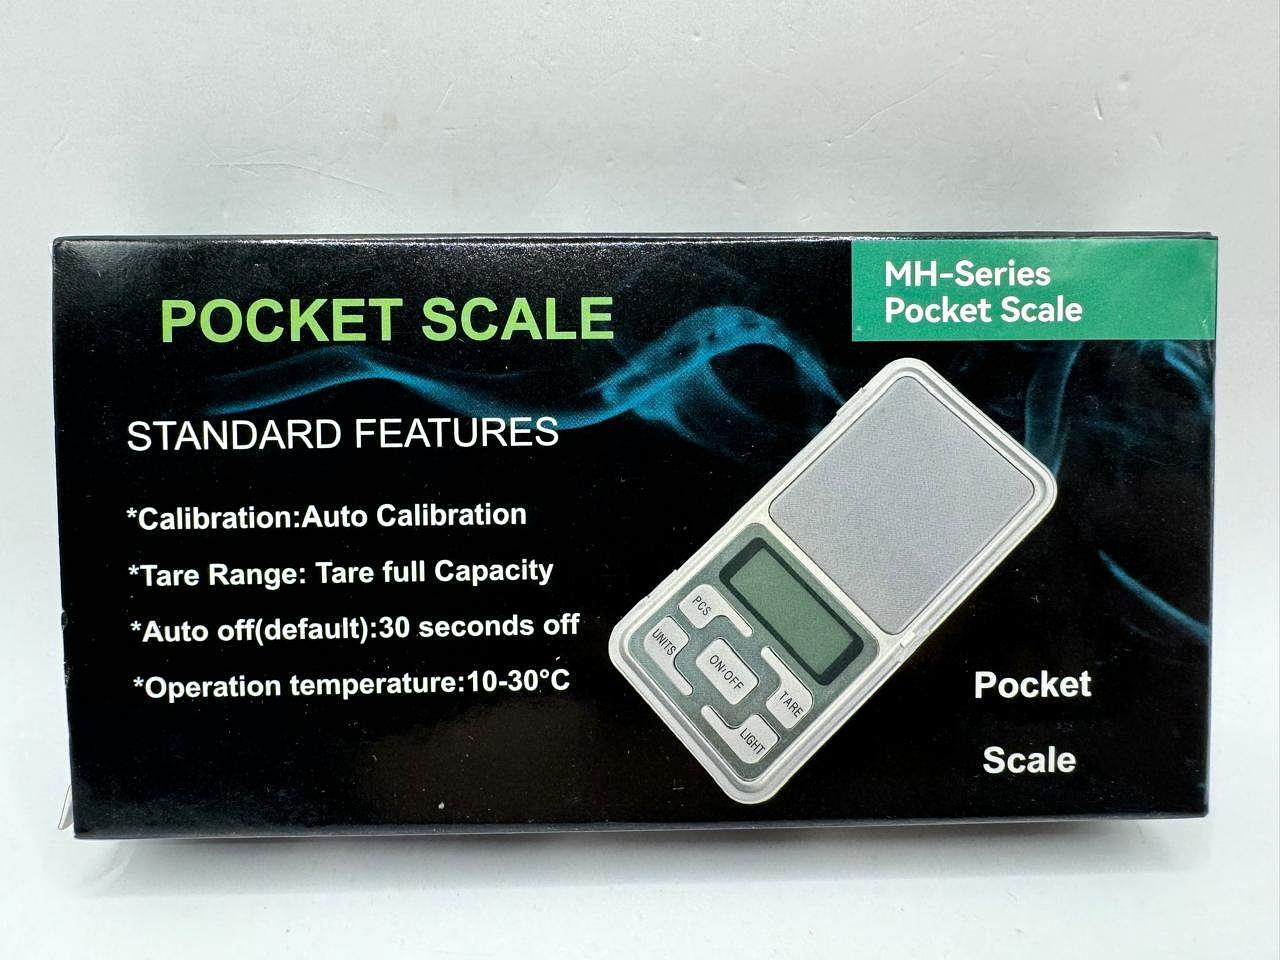 MH-Series
Pocket Scale
POCKET SCALE
STANDARD FEATURES
*Calibration:Auto Calibration
*Tare Range: Tare full Capacity
*Auto off(default):30 seconds off
*Operation temperature:10-30°C
PCS
UNITS
ON/OFF
TARE
LIGHT
Pocket
Scale